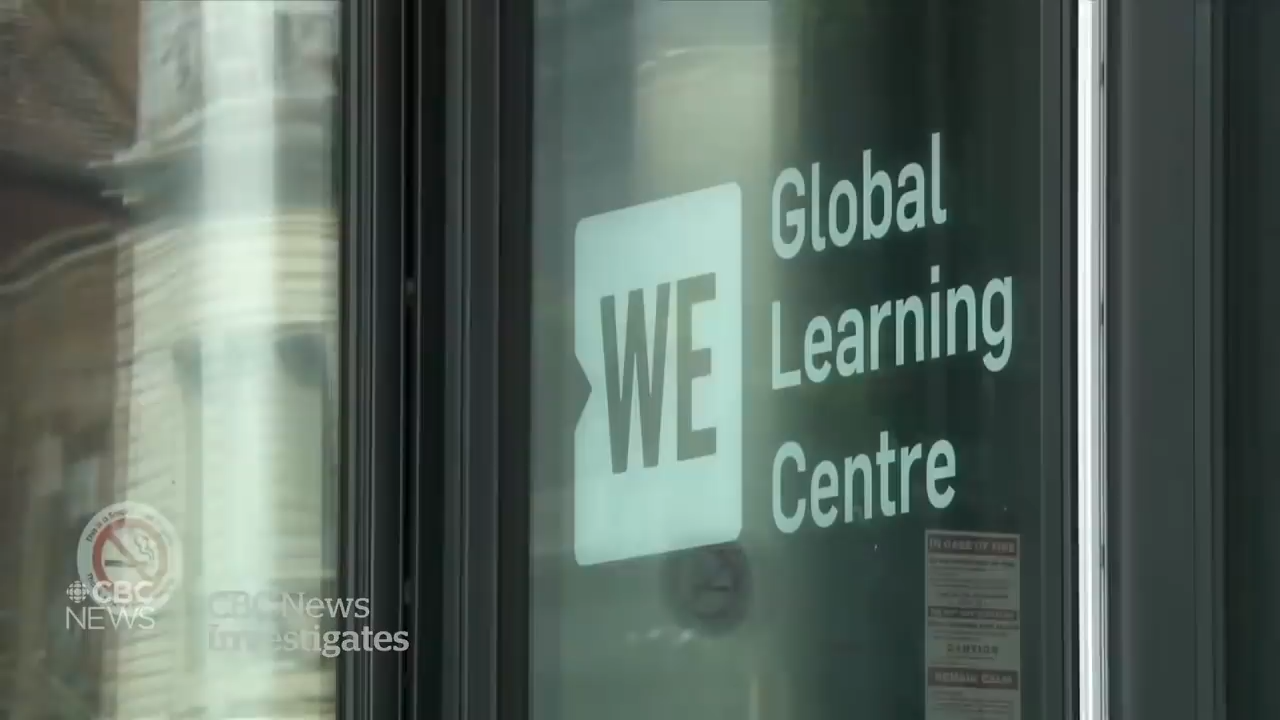 WE
Global
Learning
Centre
IN CASE OF FIRE
CAUTION
REMAIN CALM
CBC
NEWS
CBC News
investigates